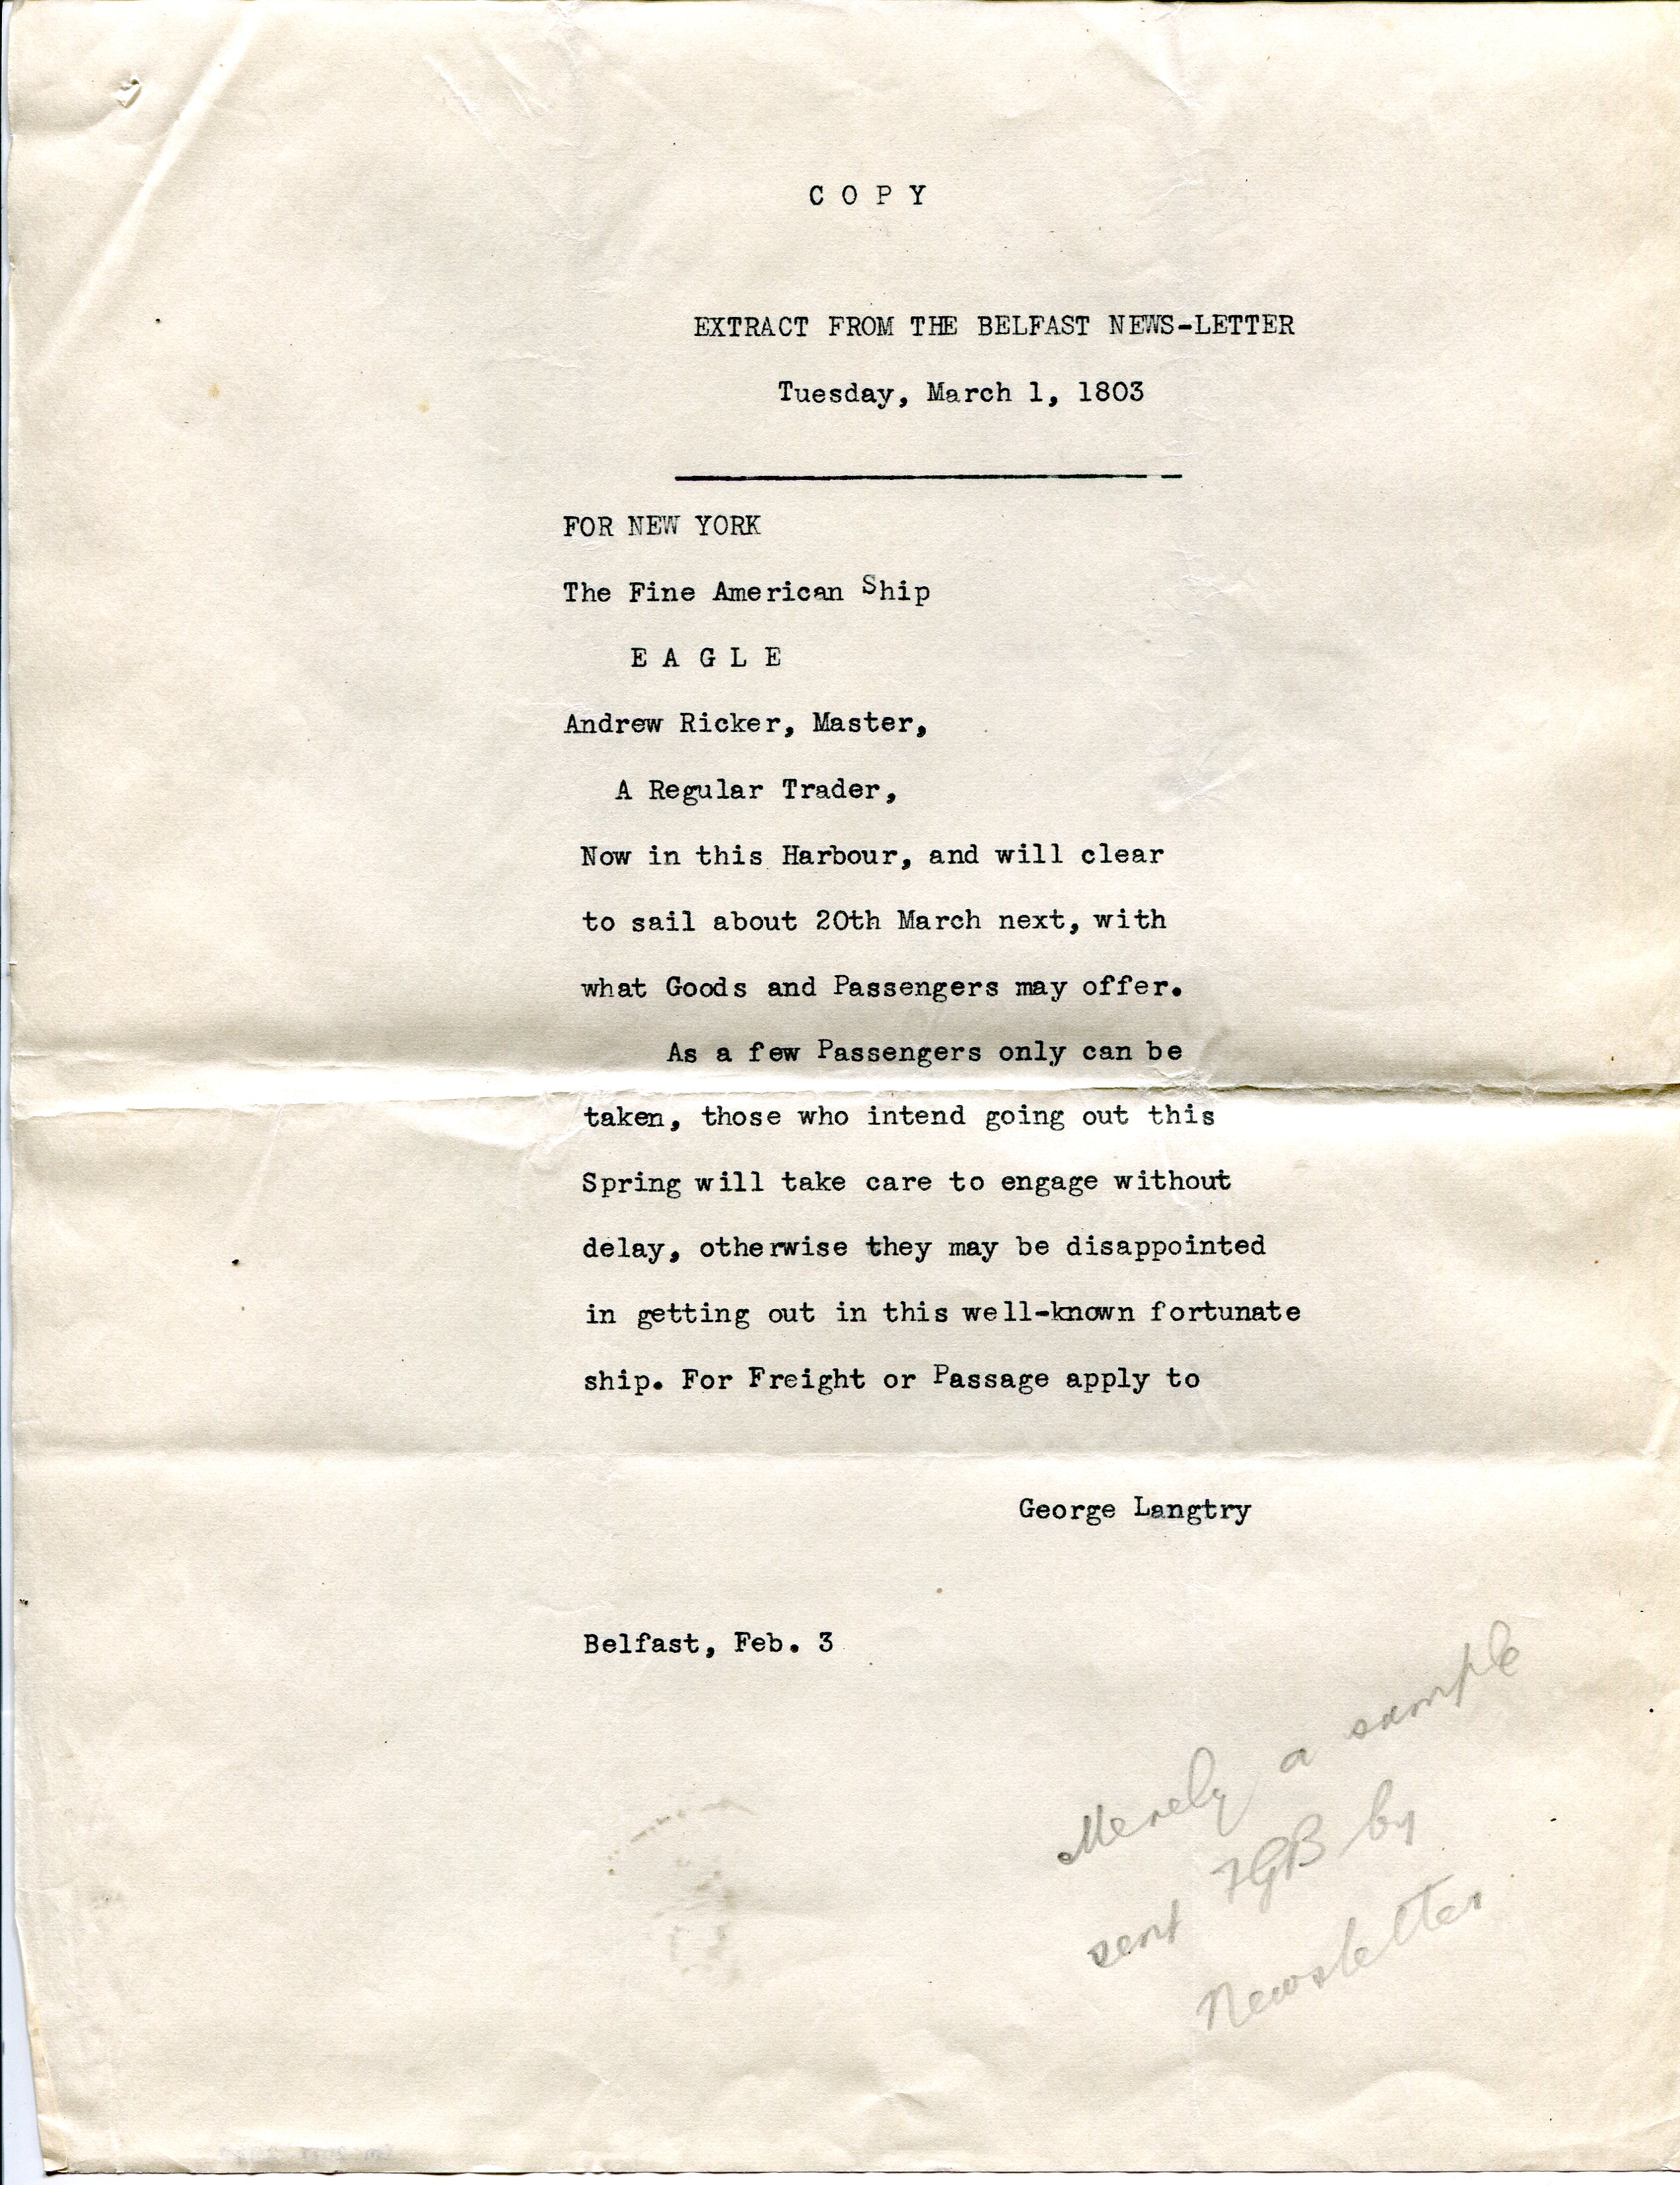 C O P Y
EXTRACT FROM THE BELFAST NEWS-LETTER
Tuesday, March 1, 1803
FOR NEW YORK
The Fine American Ship
E A G L E
Andrew Ricker, Master,
A Regular Trader,
Now in this Harbour, and will clear
to sail about 20th March next, with
what Goods and Passengers may offer.
As a few Passengers only can be
taken, those who intend going out this
Spring will take care to engage without
delay, otherwise they may be disappointed
in getting out in this well-known fortunate
ship. For Freight or Passage apply to
George Langtry
Belfast, Feb. 3
Merely a sample
sent by
Newsletter